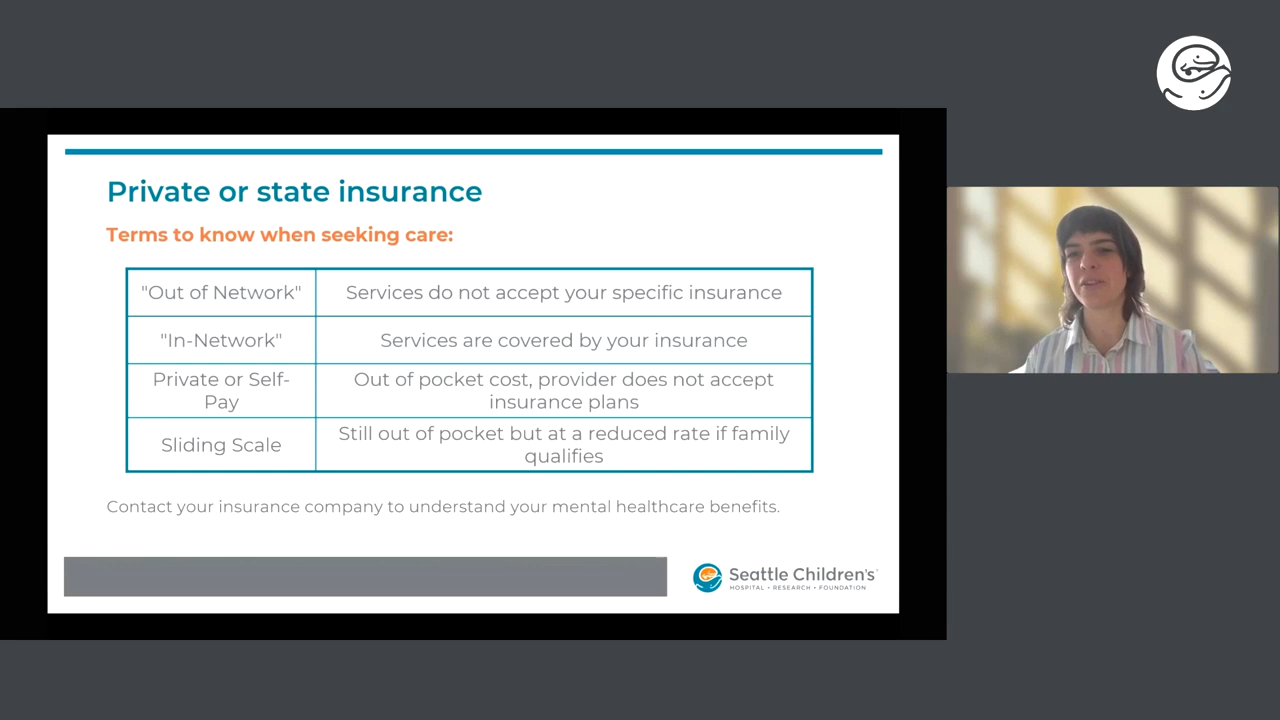 Private or state insurance
Terms to know when seeking care:
"Out of Network"
Services do not accept your specific insurance
"In-Network"
Services are covered by your insurance
Private or Self-
Pay
Out of pocket cost, provider does not accept
insurance plans
Sliding Scale
Still out of pocket but at a reduced rate if family
qualifies
Contact your insurance company to understand your mental healthcare benefits.
Seattle Children's
HOSPITAL • RESEARCH • FOUNDATION